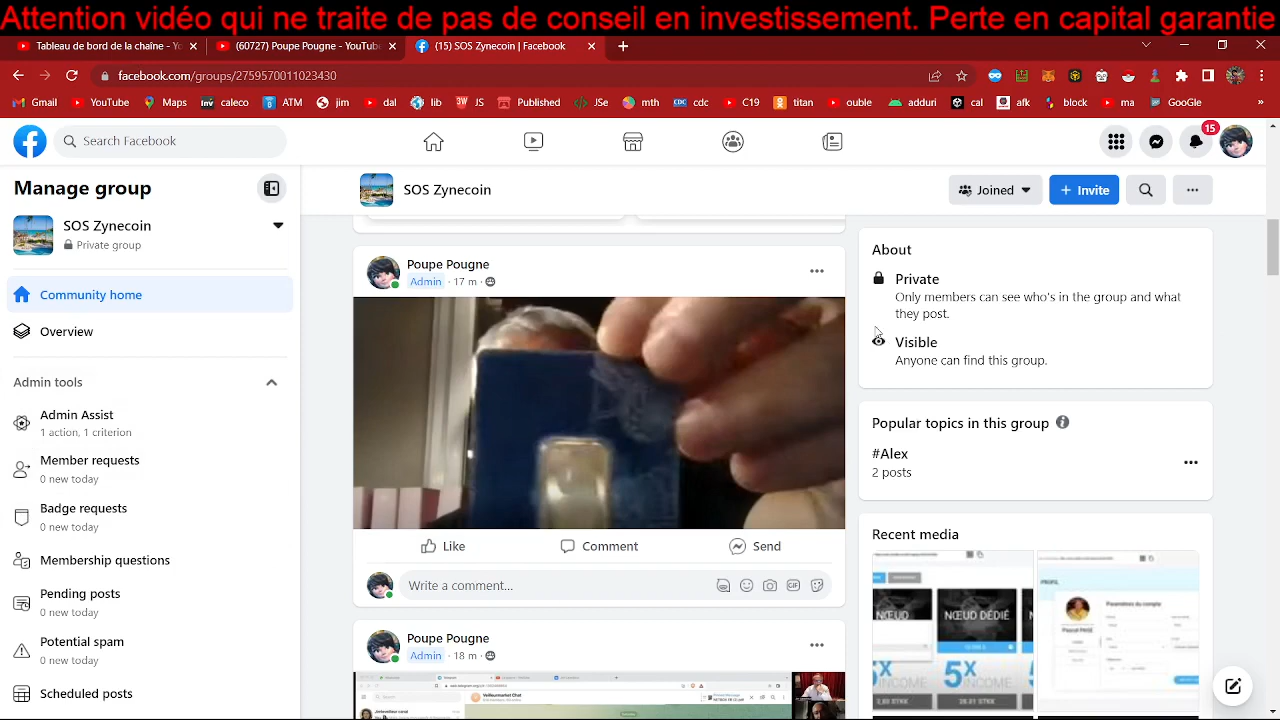 Attention vidéo qui ne traite de pas de conseil en investissement. Perte en capital garantie
Tableau de bord de la chaîne - Yo
(60727) Poupe Pougne - YouTube
(15) SOS Zynecoin | Facebook
facebook.com/groups/2759570011023430
Gmail
YouTube
Maps
caleco
ATM
jim
dal
lib
JS
Published
JSe
mth
cdc
C19
titan
ouble
adduri
cal
afk
block
ma
GooGLe
»
Search Facebook
15
Manage group
SOS Zynecoin
Private group
Community home
Overview
Admin tools
Admin Assist
1 action, 1 criterion
Member requests
0 new today
Badge requests
0 new today
Membership questions
Pending posts
0 new today
Potential spam
0 new today
Scheduled posts
SOS Zynecoin
Joined
+ Invite
Poupe Pougne
Admin · 17 m ·
Like
Comment
Send
Write a comment...
Poupe Pougne
· 18 m ·
Veilleurmarket Chat
About
Private
Only members can see who's in the group and what
they post.
Visible
Anyone can find this group.
Popular topics in this group
#Alex
2 posts
Recent media
NŒUD
NŒUD DÉDIÉ
5X
INCOME
PROFIL
Paramètres du compte